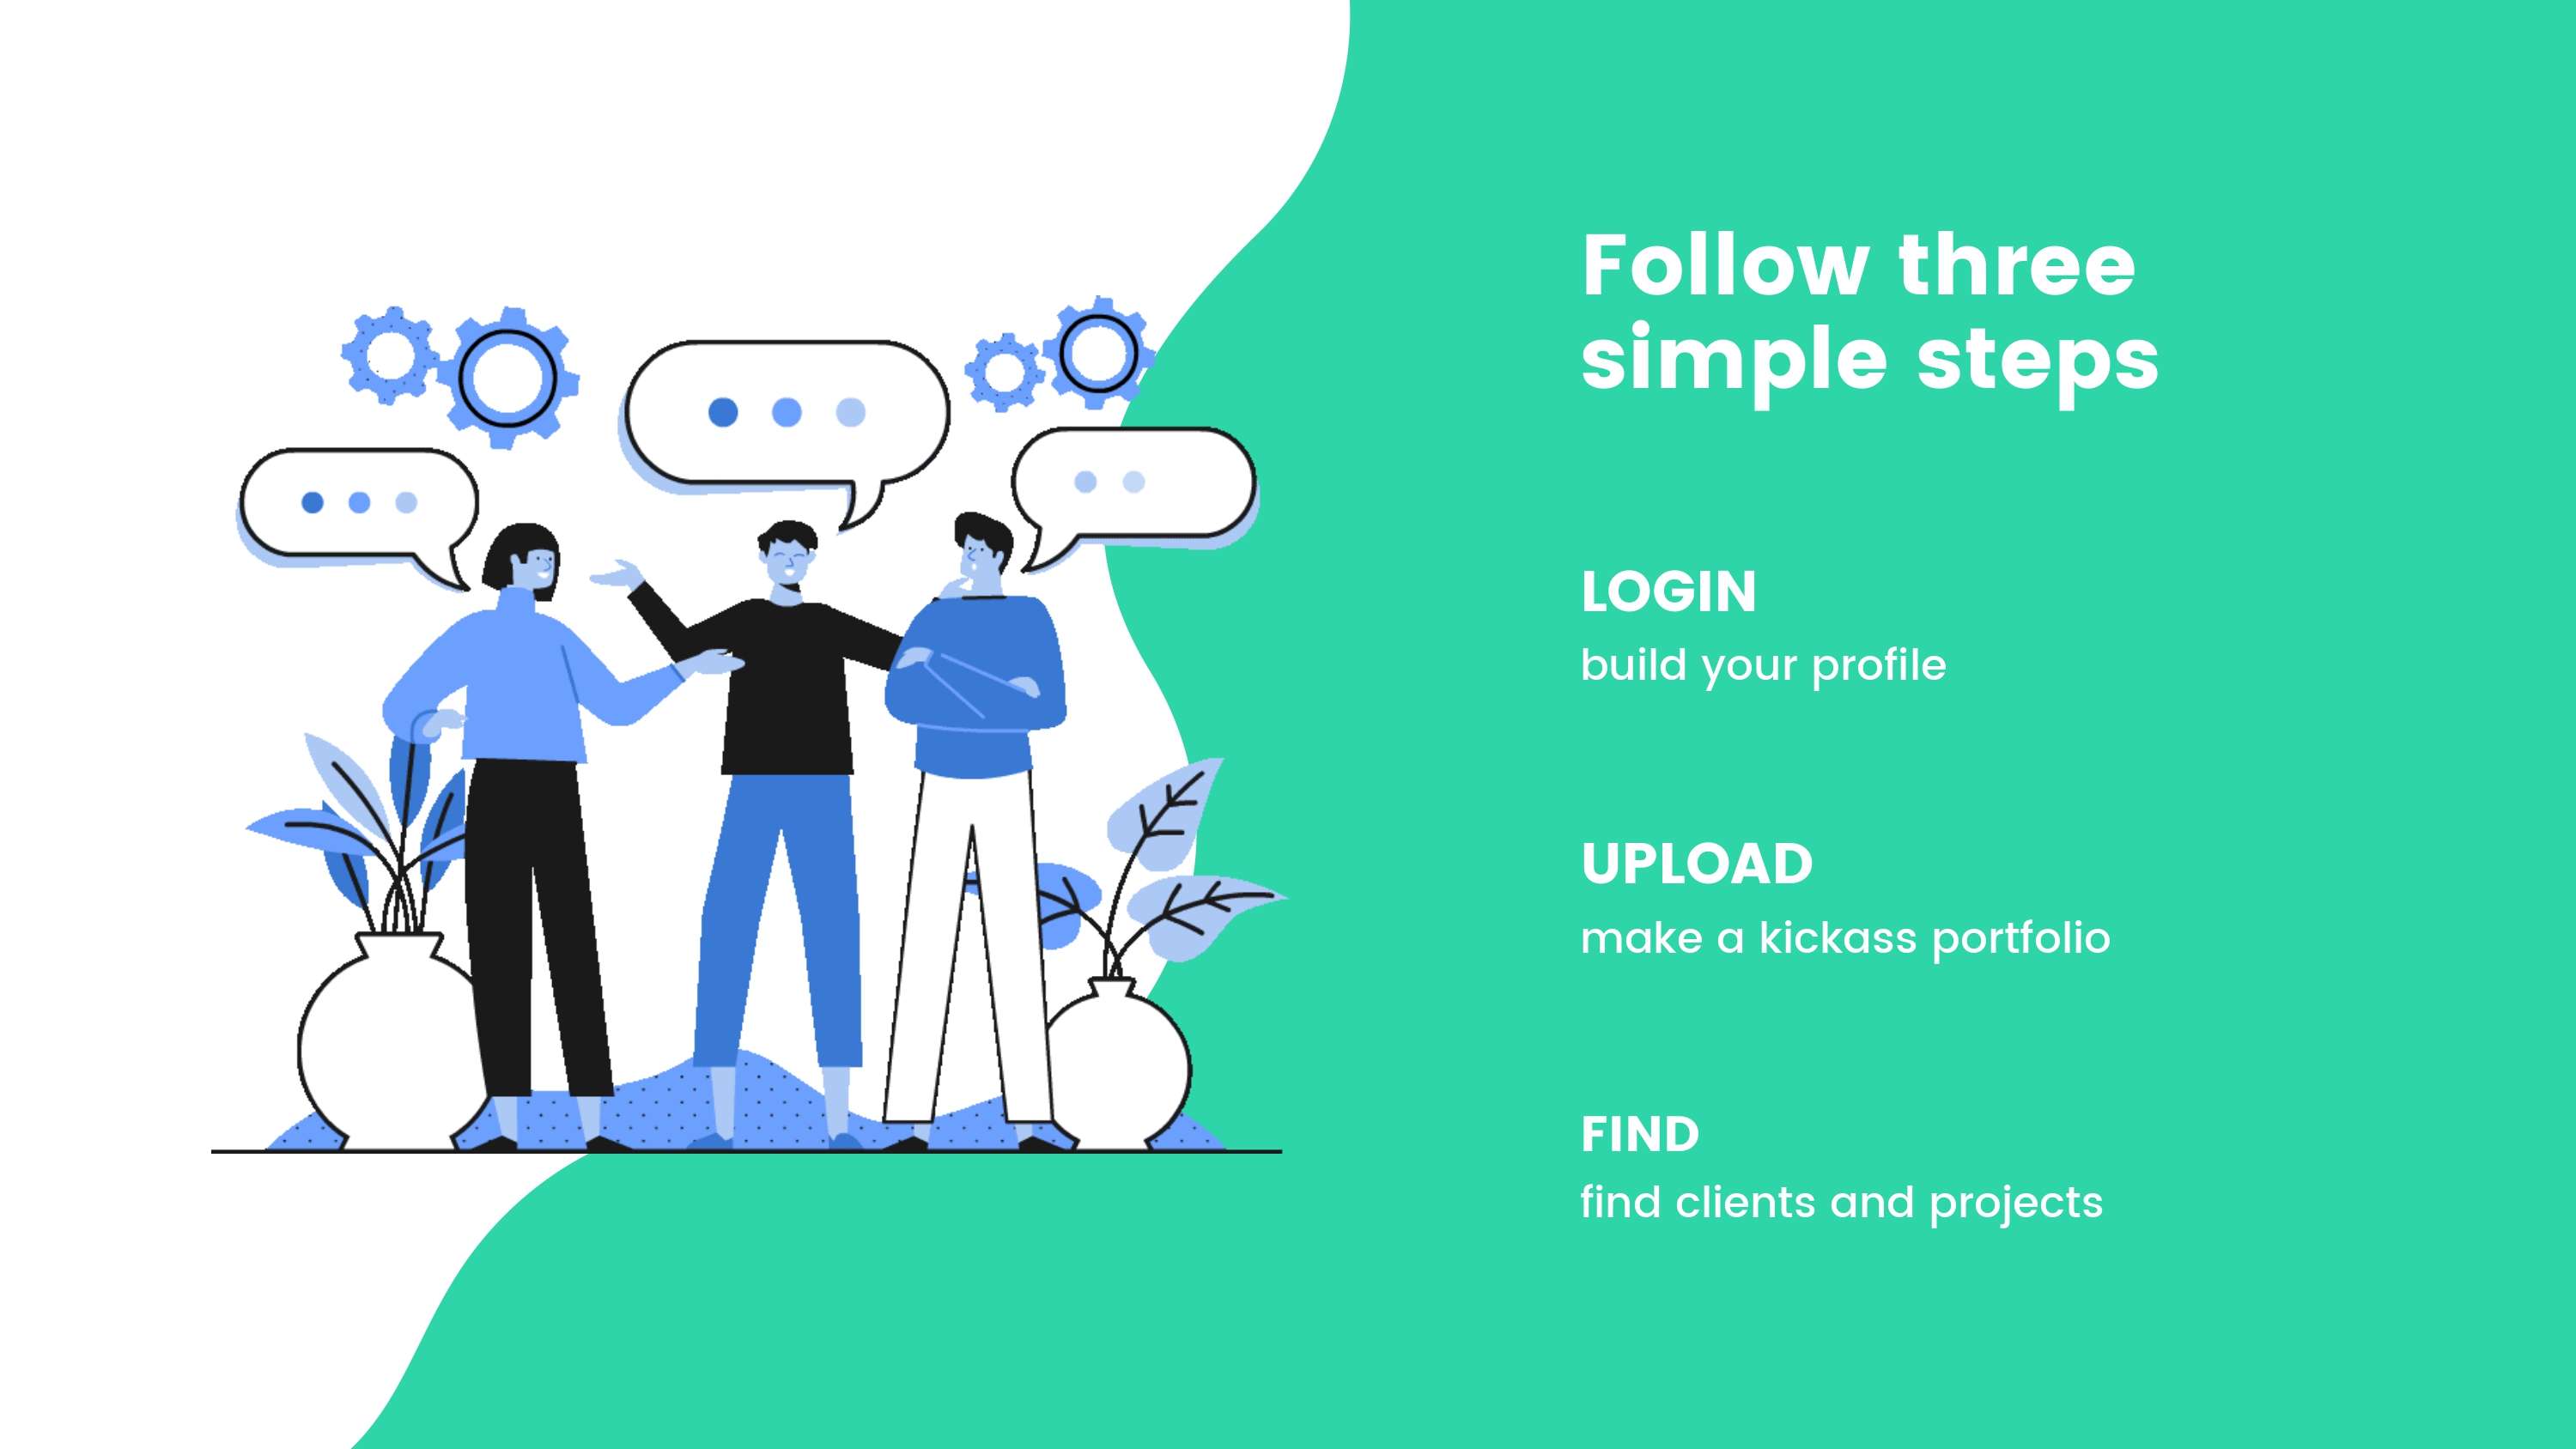 Follow three
simple steps
LOGIN
build your profile
UPLOAD
make a kickass portfolio
FIND
find clients and projects